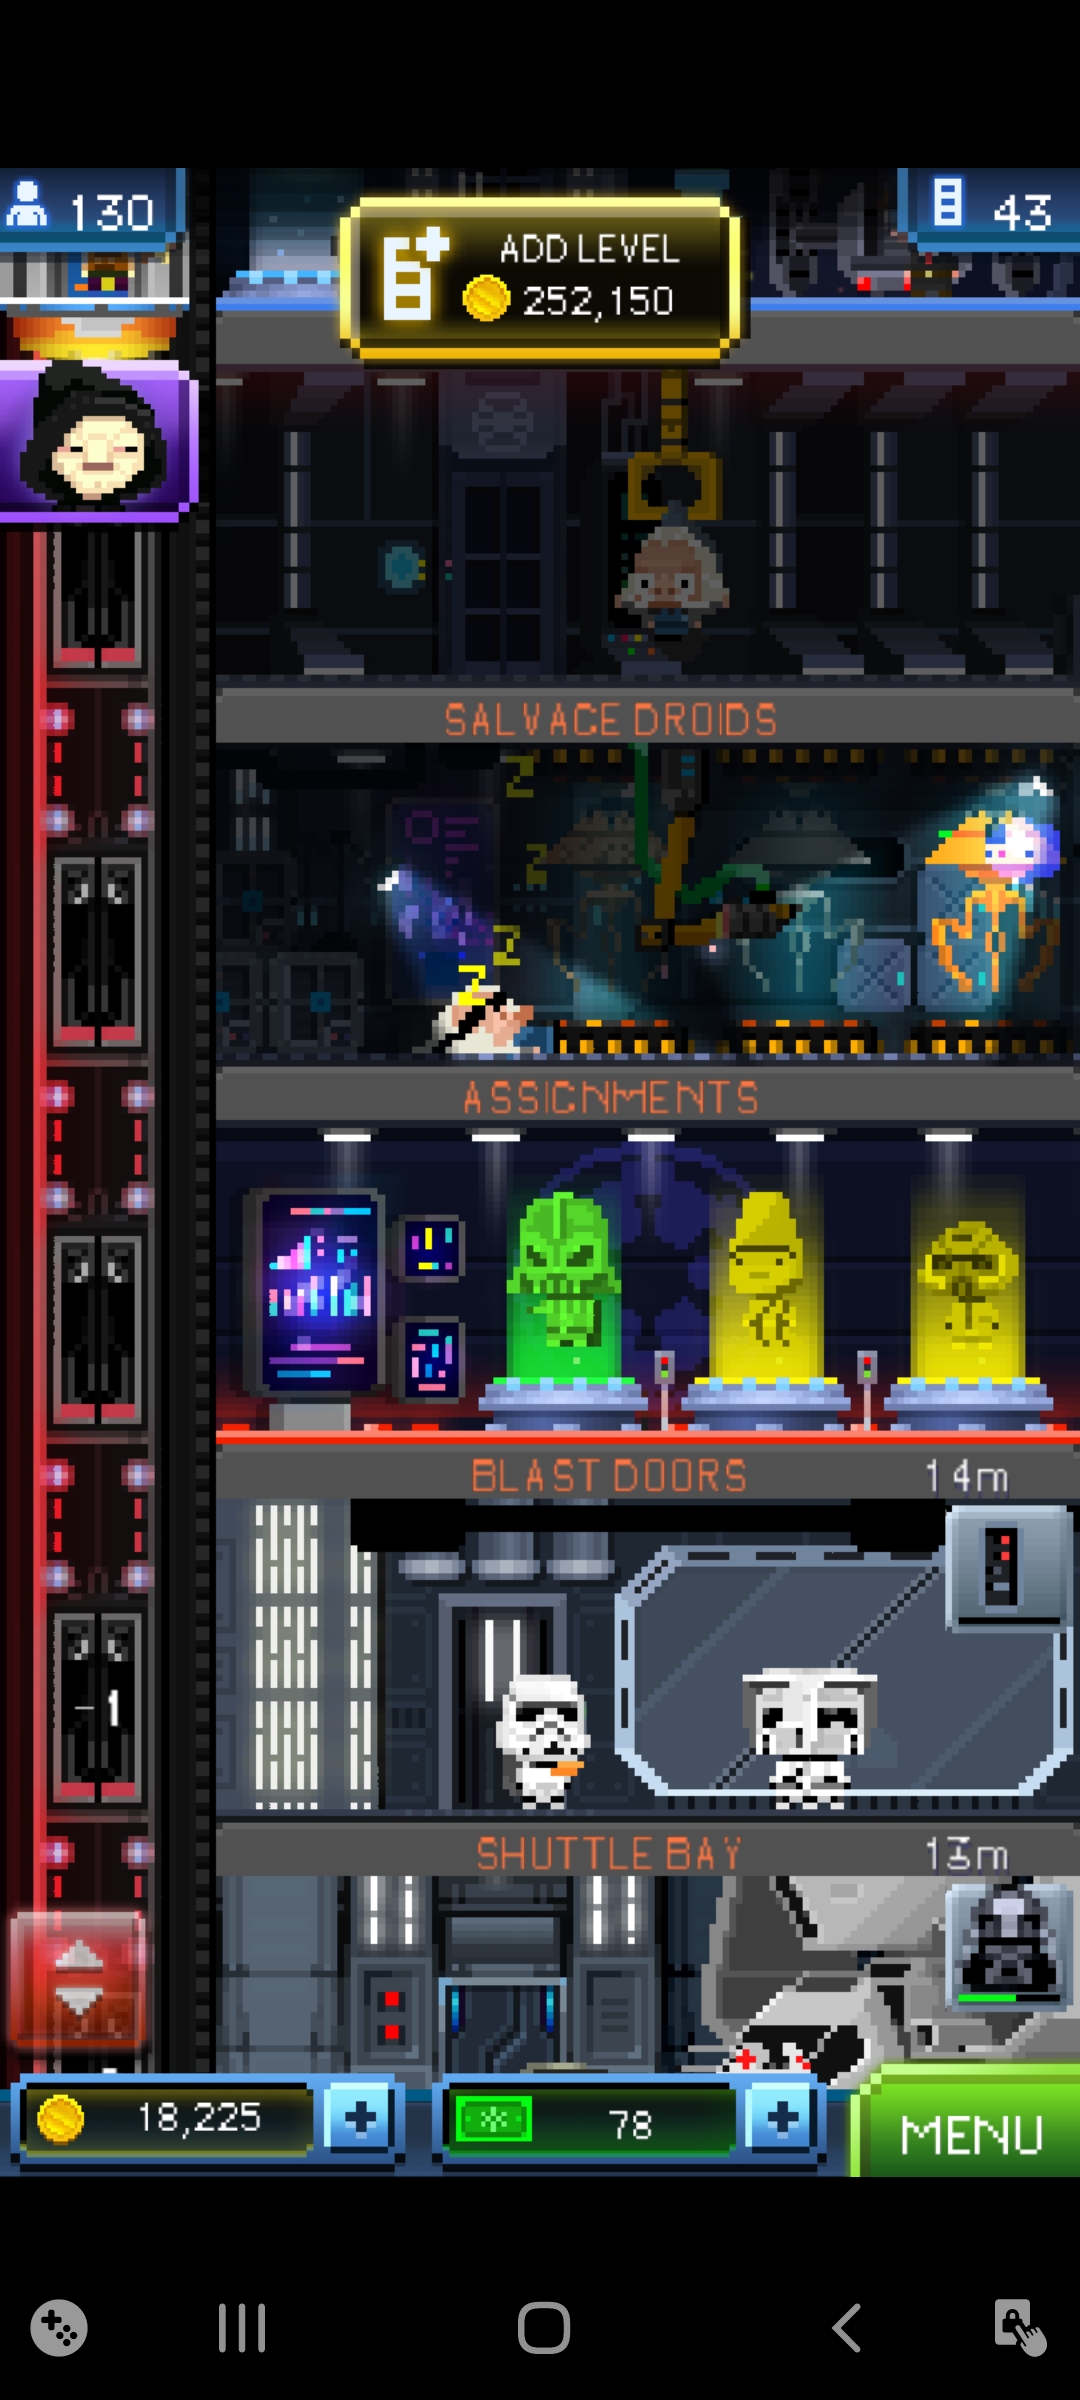 130
43
ADD LEVEL
252,150
SALVAGE DROIDS
Z
Z
Z
Z
ASSIGNMENTS
BLAST DOORS 14m
-1
SHUTTLE BAY 13m
18,225
78
MENU